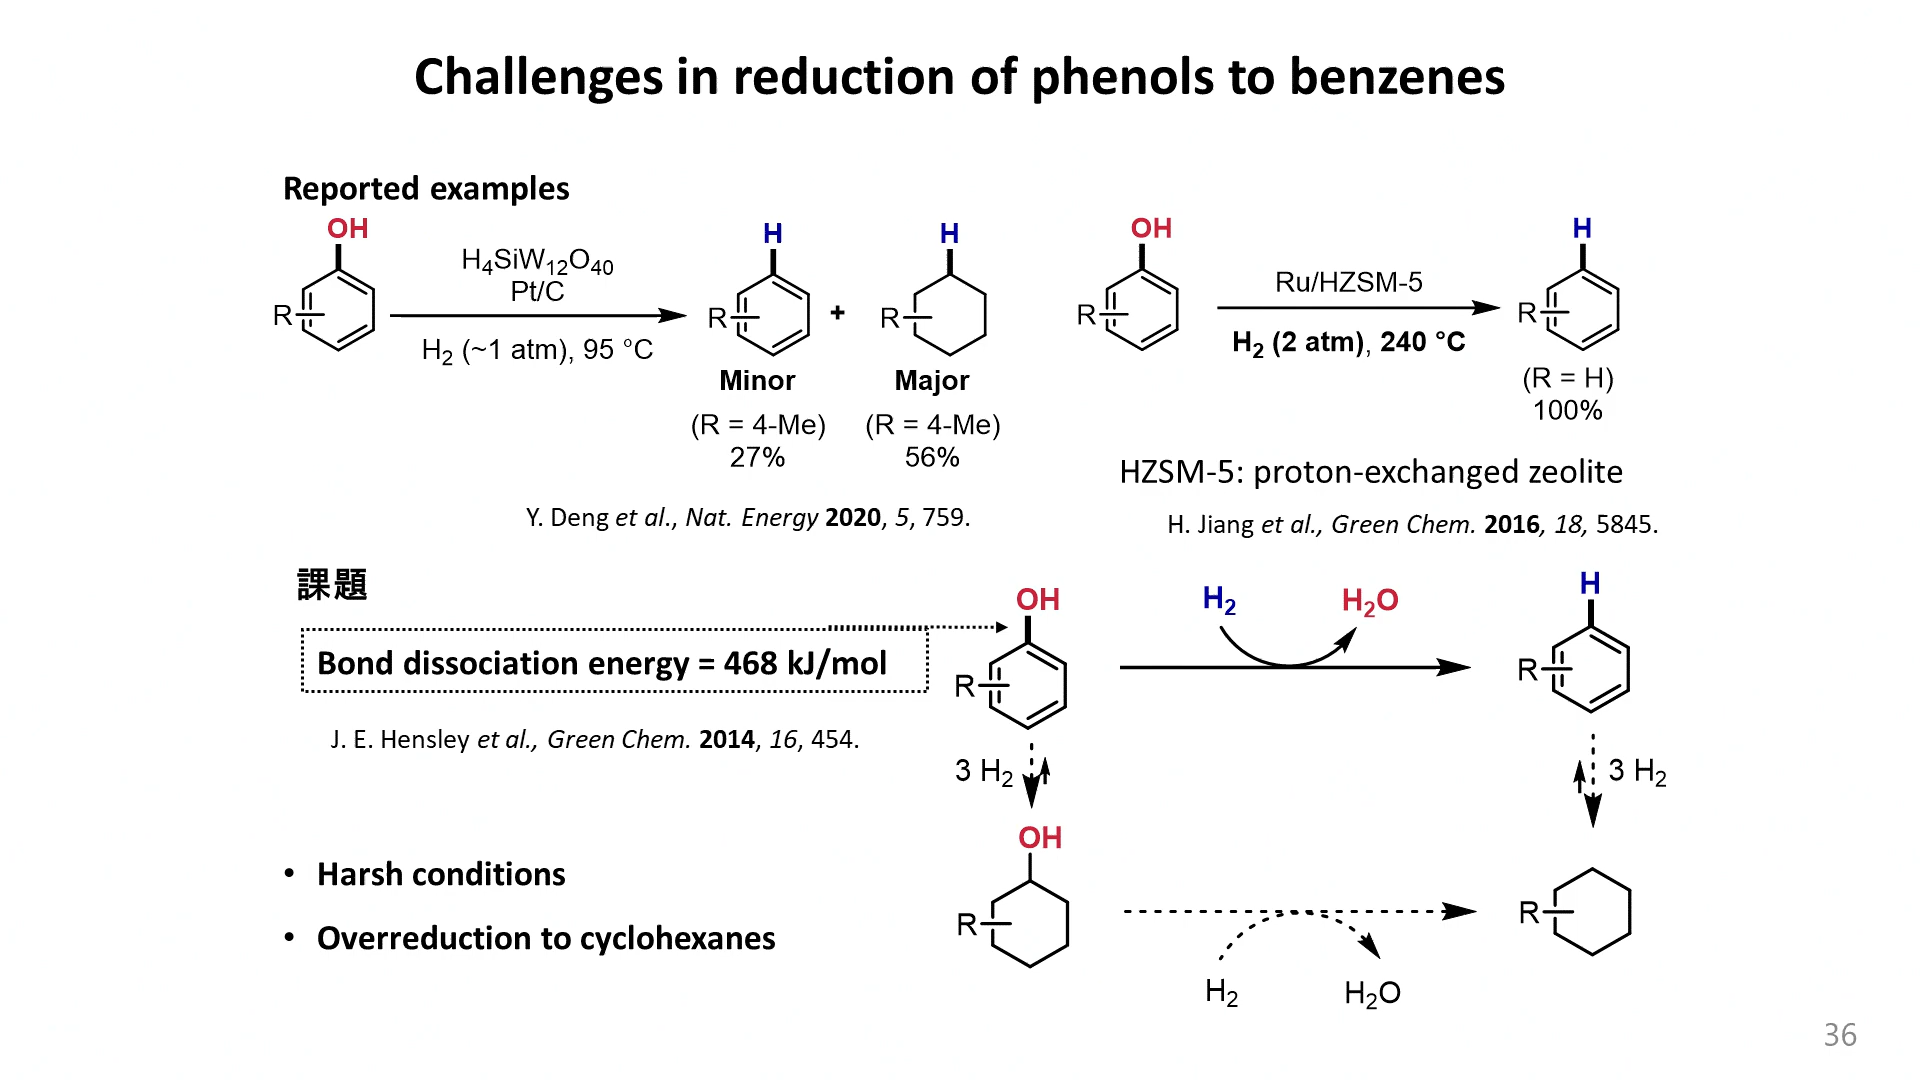 Challenges in reduction of phenols to benzenes
Reported examples
OH
R
H₄SiW₁₂O₄₀
Pt/C
H₂ (~1 atm), 95 °C
H
R
Minor
(R = 4-Me)
27%
+
H
R
Major
(R = 4-Me)
56%
Y. Deng et al., Nat. Energy 2020, 5, 759.
OH
R
Ru/HZSM-5
H₂ (2 atm), 240 °C
H
R
(R = H)
100%
HZSM-5: proton-exchanged zeolite
H. Jiang et al., Green Chem. 2016, 18, 5845.
課題
Bond dissociation energy = 468 kJ/mol
J. E. Hensley et al., Green Chem. 2014, 16, 454.
OH
R
H₂
H₂O
H
R
3 H₂
3 H₂
OH
R
H₂
H₂O
R
• Harsh conditions
• Overreduction to cyclohexanes
36